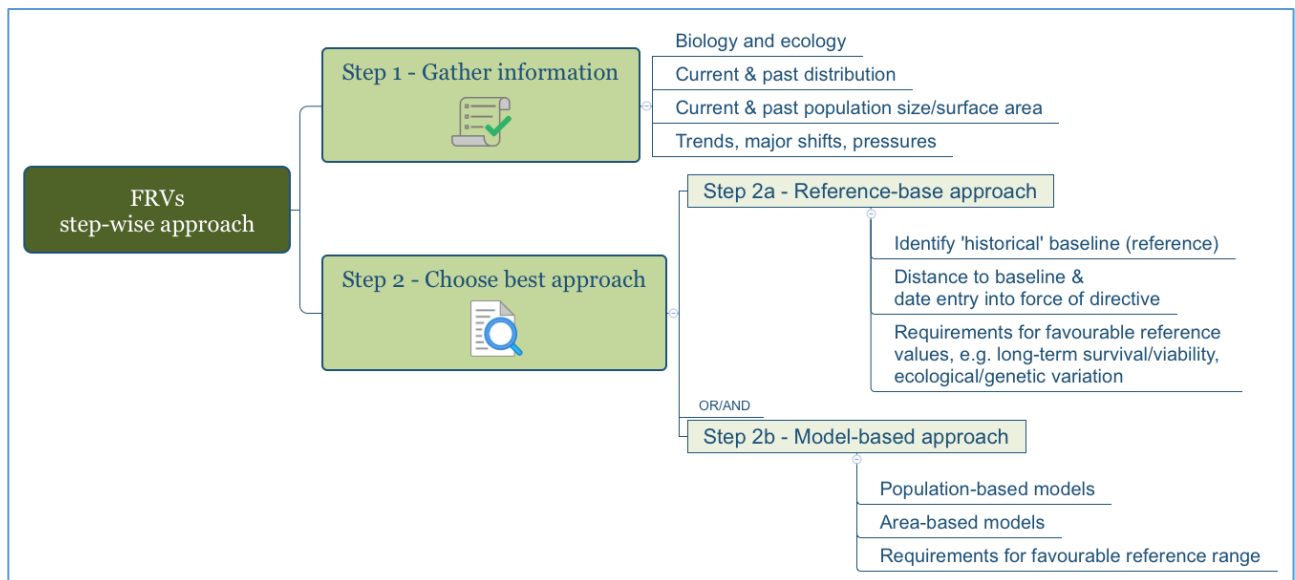 FRVs
step-wise approach
Step 1 - Gather information
Biology and ecology
Current & past distribution
Current & past population size/surface area
Trends, major shifts, pressures
Step 2 - Choose best approach
Step 2a - Reference-base approach
Identify 'historical' baseline (reference)
Distance to baseline &
date entry into force of directive
Requirements for favourable reference
values, e.g. long-term survival/viability,
ecological/genetic variation
OR/AND
Step 2b - Model-based approach
Population-based models
Area-based models
Requirements for favourable reference range